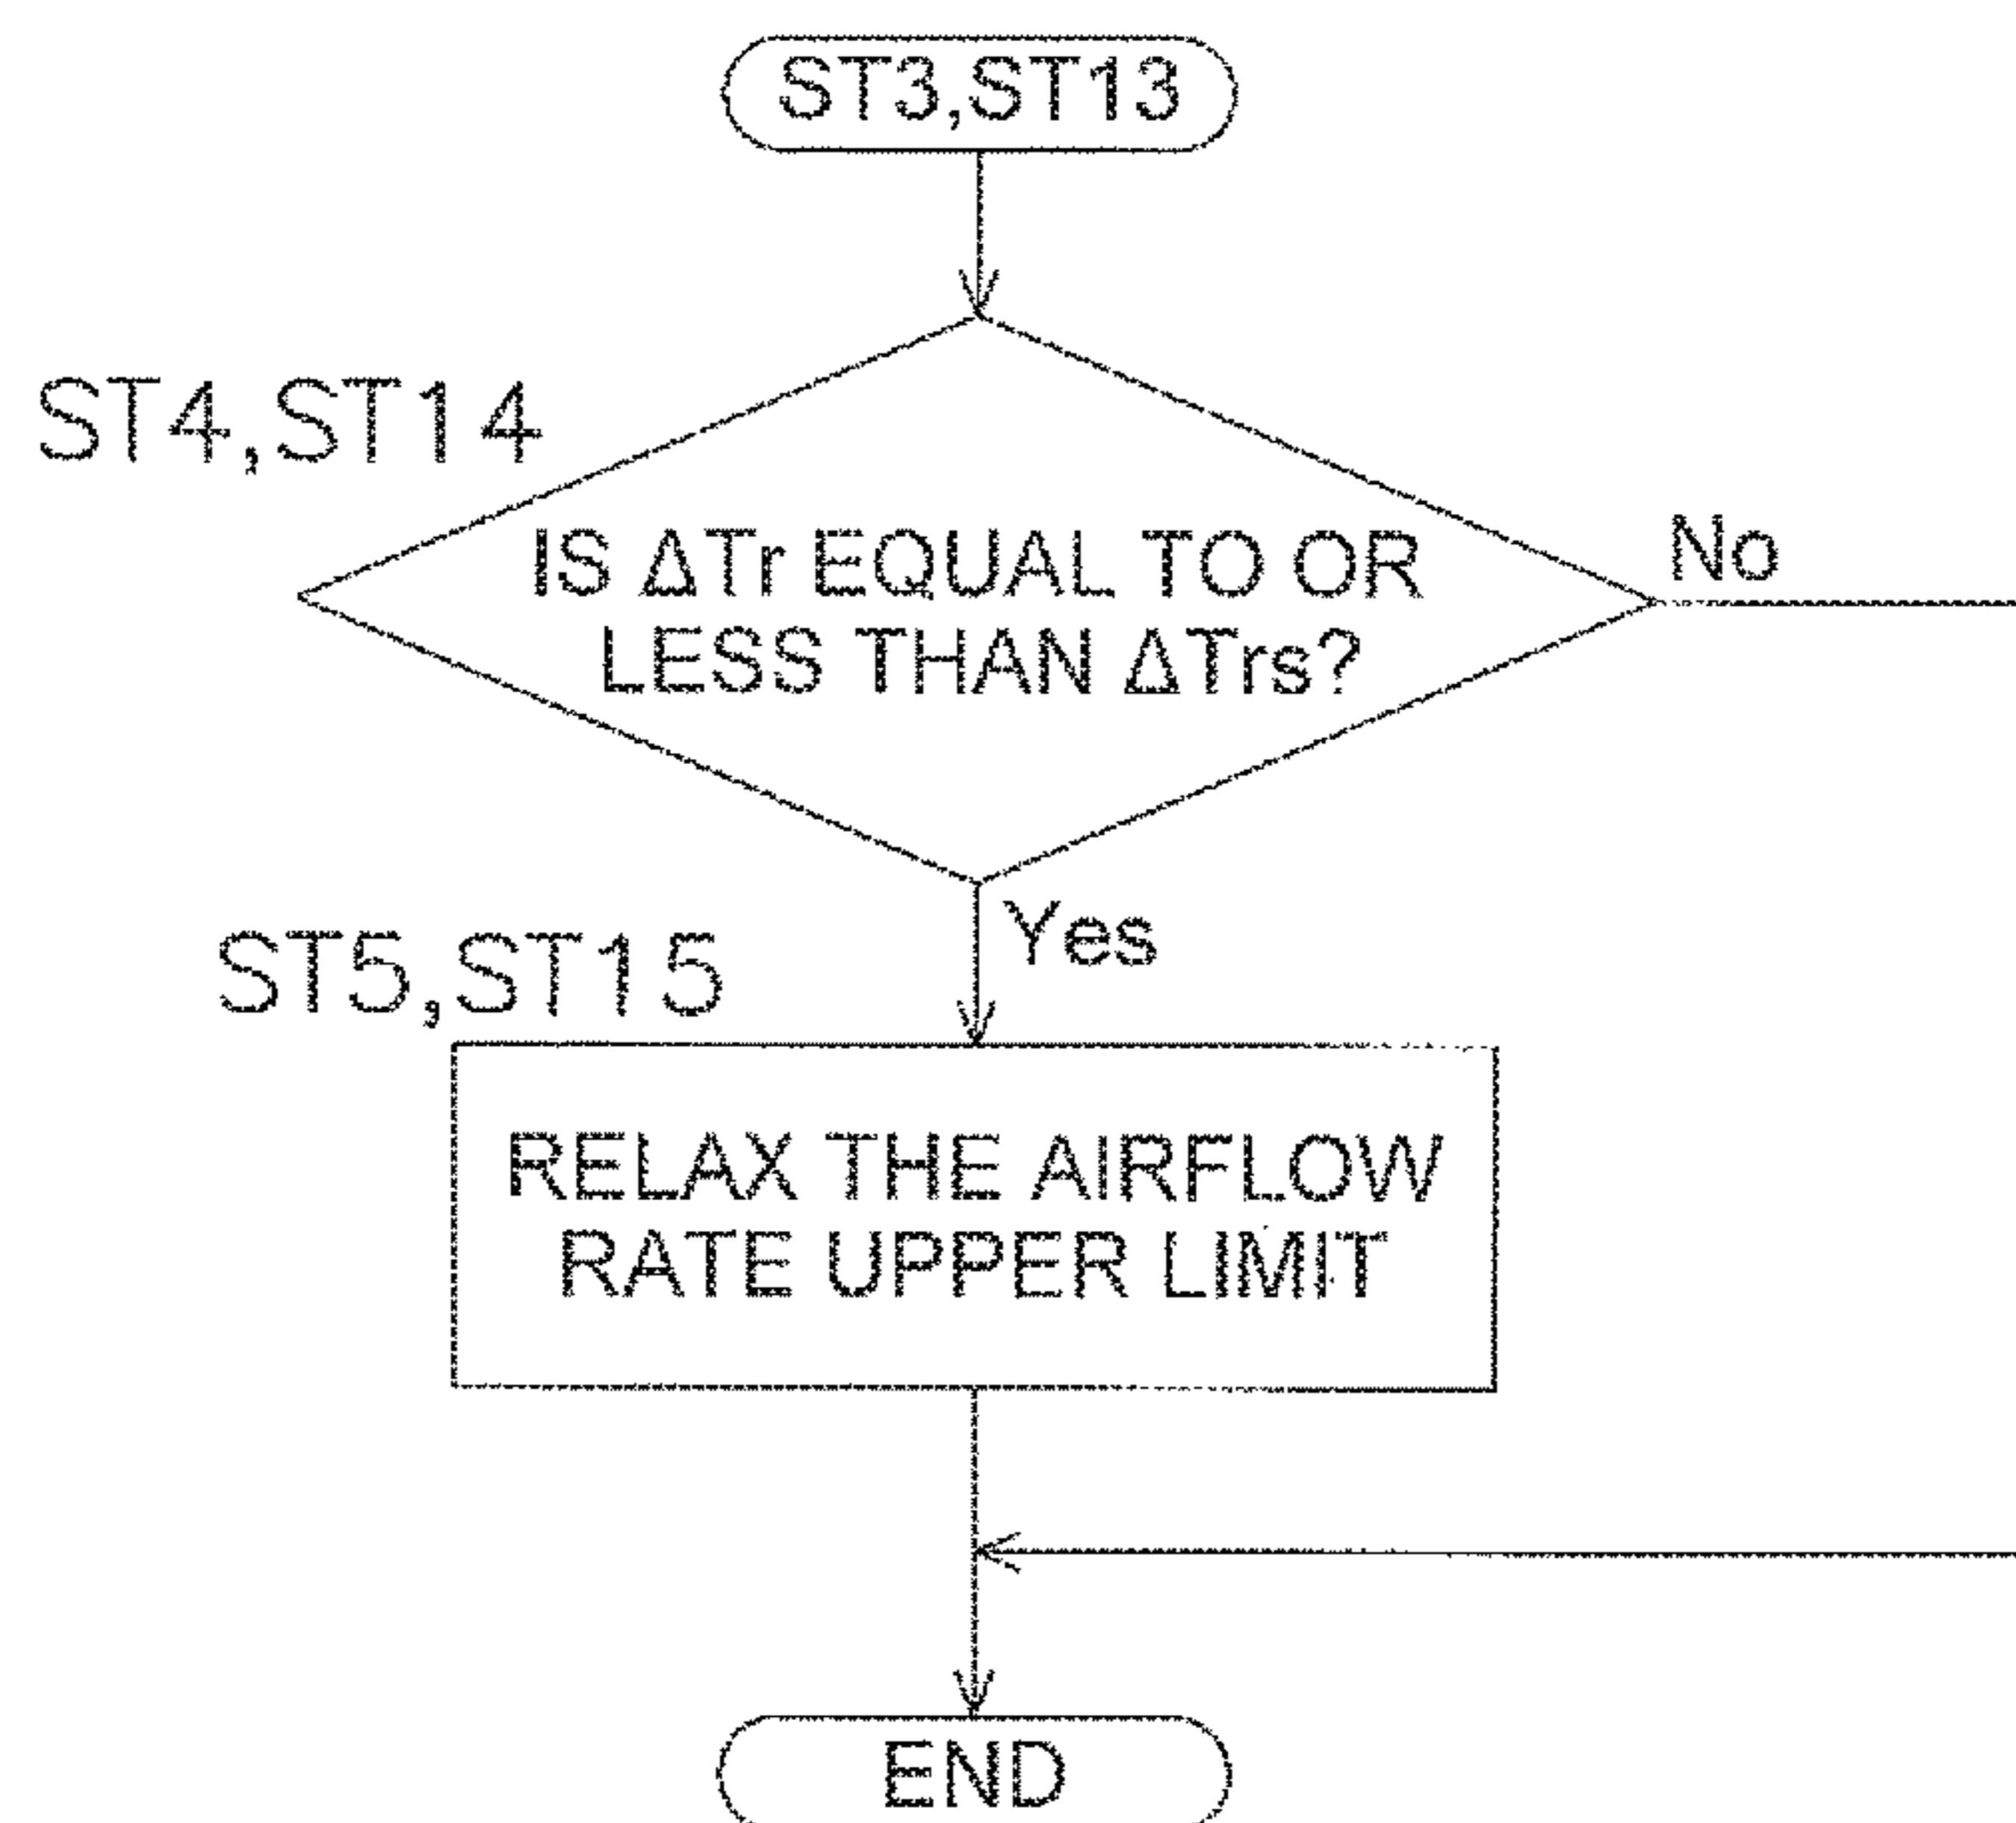 ST3,ST13
ST4,ST14
IS ΔTr EQUAL TO OR
LESS THAN ΔTrs?
No
Yes
ST5,ST15
RELAX THE AIRFLOW
RATE UPPER LIMIT
END